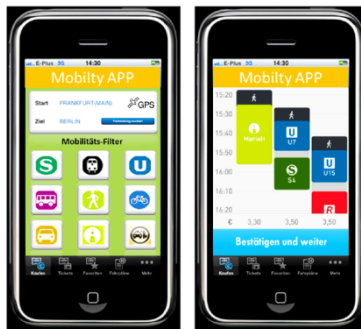 E-Plus 3G 14:30
Mobilty APP
Start FRANKFURT(MAIN) GPS
Ziel BERLIN
Mobilitäts-Filter
S
U
Kaufen Tickets Favoriten Fahrpläne Mehr
E-Plus 3G 14:30
Mobilty APP
15:20
15:30
15:40
15:50
16:00
16:10
16:20
MariaH
U
U7
S
S4
U
U15
R
€ 3,30 3,50 3,50
Bestätigen und weiter
Kaufen Tickets Favoriten Fahrpläne Mehr